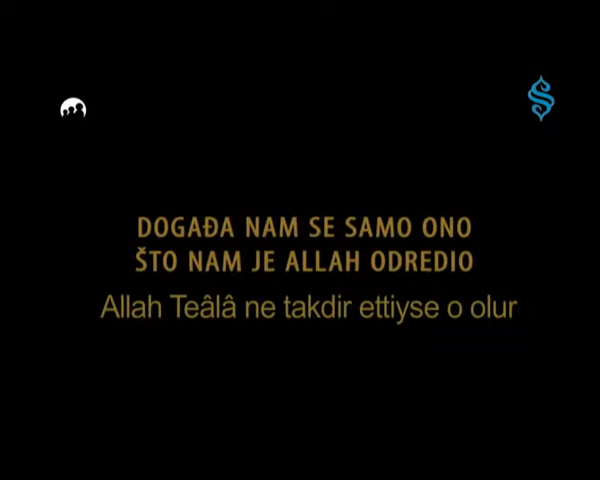 DOGAĐA NAM SE SAMO ONO
ŠTO NAM JE ALLAH ODREDIO
Allah Teâlâ ne takdir ettiyse o olur